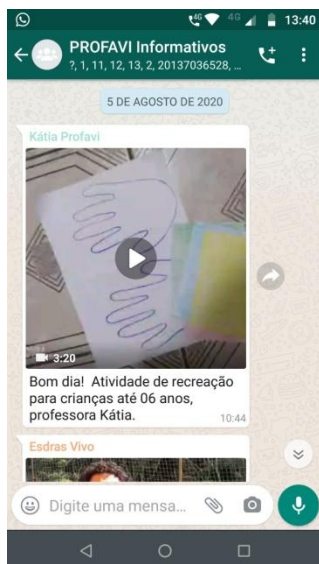 4G 4G 13:40
PROFAVI Informativos
?, 1, 11, 12, 13, 2, 20137036528, ...
5 DE AGOSTO DE 2020
Kátia Profavi
3:20
Bom dia! Atividade de recreação
para crianças até 06 anos,
professora Kátia.
10:44
Esdras Vivo
Digite uma mensa...